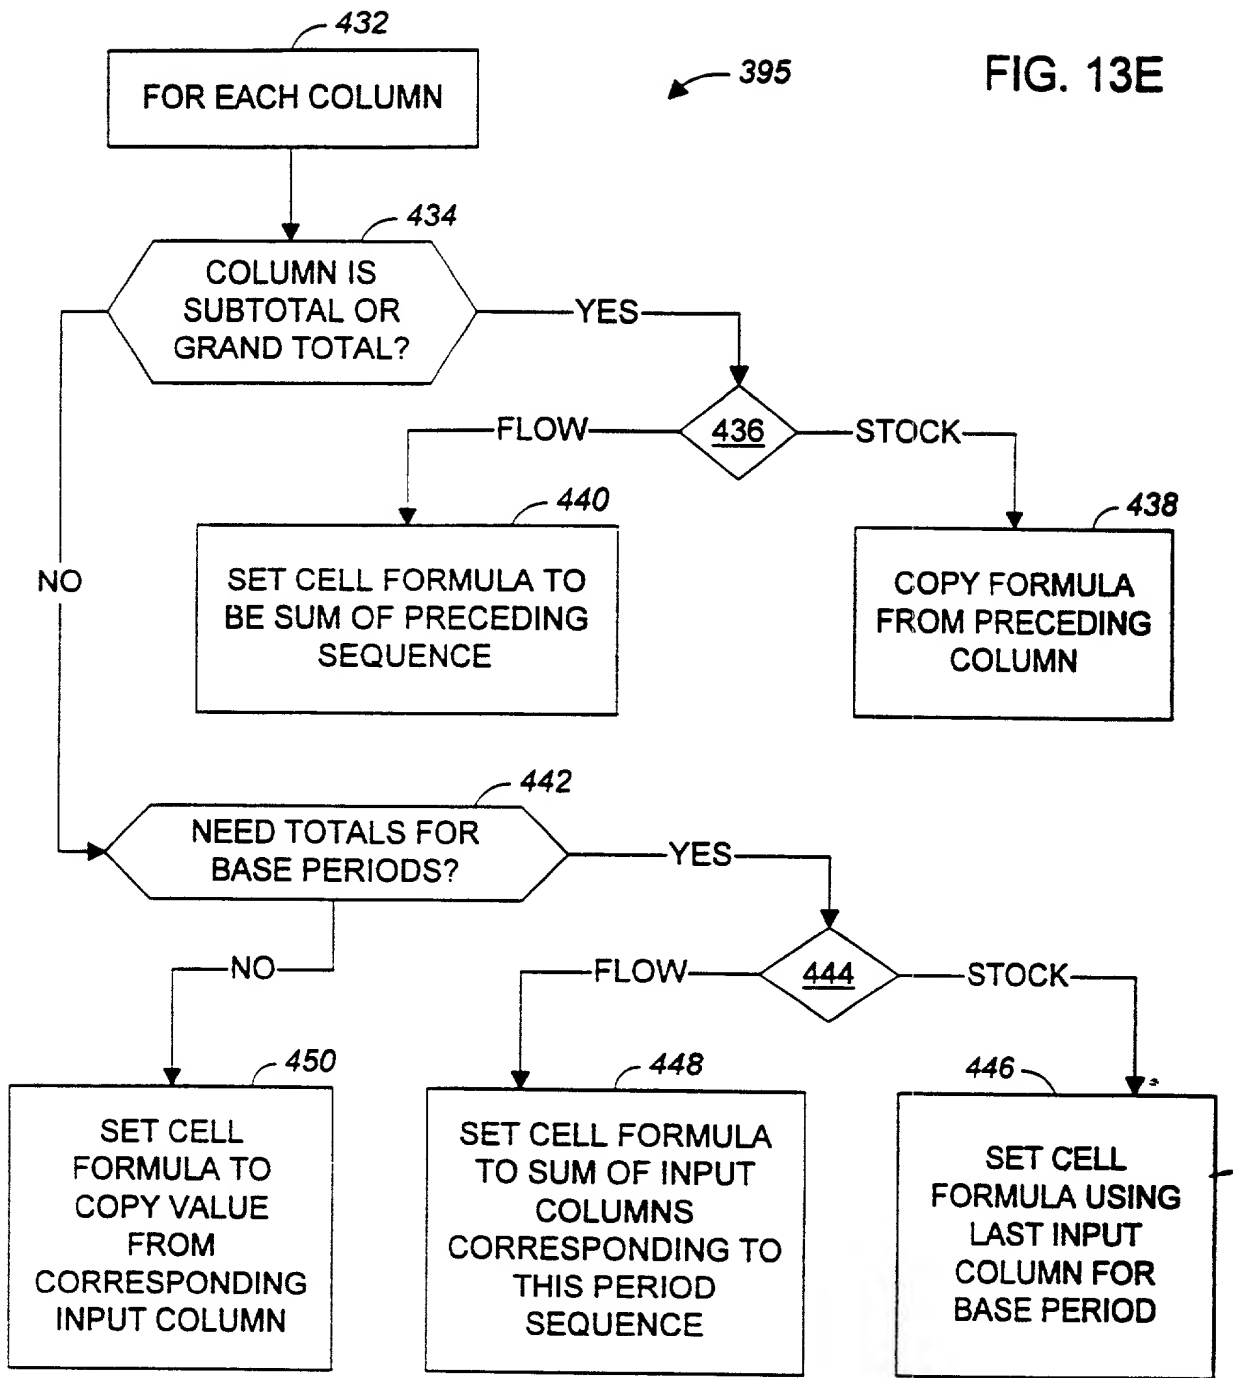 432
FOR EACH COLUMN
395
FIG. 13E
434
COLUMN IS
SUBTOTAL OR
GRAND TOTAL?
YES
436
FLOW
STOCK
440
SET CELL FORMULA TO
BE SUM OF PRECEDING
SEQUENCE
438
COPY FORMULA
FROM PRECEDING
COLUMN
NO
442
NEED TOTALS FOR
BASE PERIODS?
YES
NO
444
FLOW
STOCK
450
SET CELL
FORMULA TO
COPY VALUE
FROM
CORRESPONDING
INPUT COLUMN
448
SET CELL FORMULA
TO SUM OF INPUT
COLUMNS
CORRESPONDING TO
THIS PERIOD
SEQUENCE
446
SET CELL
FORMULA USING
LAST INPUT
COLUMN FOR
BASE PERIOD